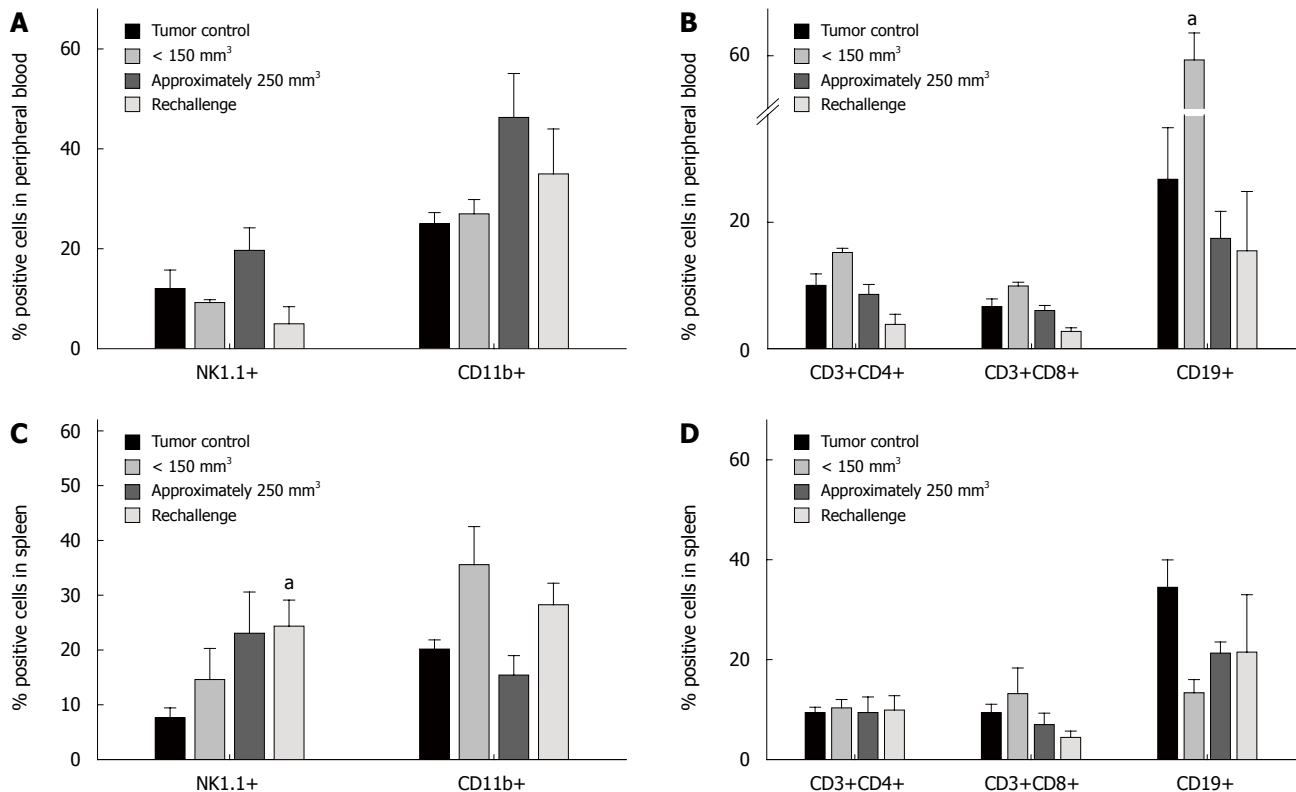 A
% positive cells in peripheral blood
60
40
20
0
Tumor control
< 150 mm³
Approximately 250 mm³
Rechallenge
NK1.1+ CD11b+
B
% positive cells in peripheral blood
60
20
0
Tumor control
< 150 mm³
Approximately 250 mm³
Rechallenge
a
CD3+CD4+ CD3+CD8+ CD19+
C
% positive cells in spleen
60
50
40
30
20
10
0
Tumor control
< 150 mm³
Approximately 250 mm³
Rechallenge
a
NK1.1+ CD11b+
D
% positive cells in spleen
60
40
20
0
Tumor control
< 150 mm³
Approximately 250 mm³
Rechallenge
CD3+CD4+ CD3+CD8+ CD19+